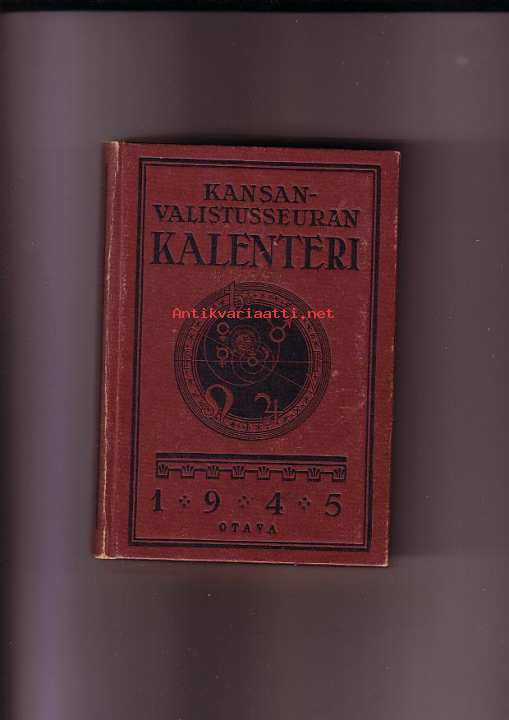 KANSAN-
VALISTUSSEURAN
KALENTERI
Antikvariaatti.net
1 9 4 5
OTAVA